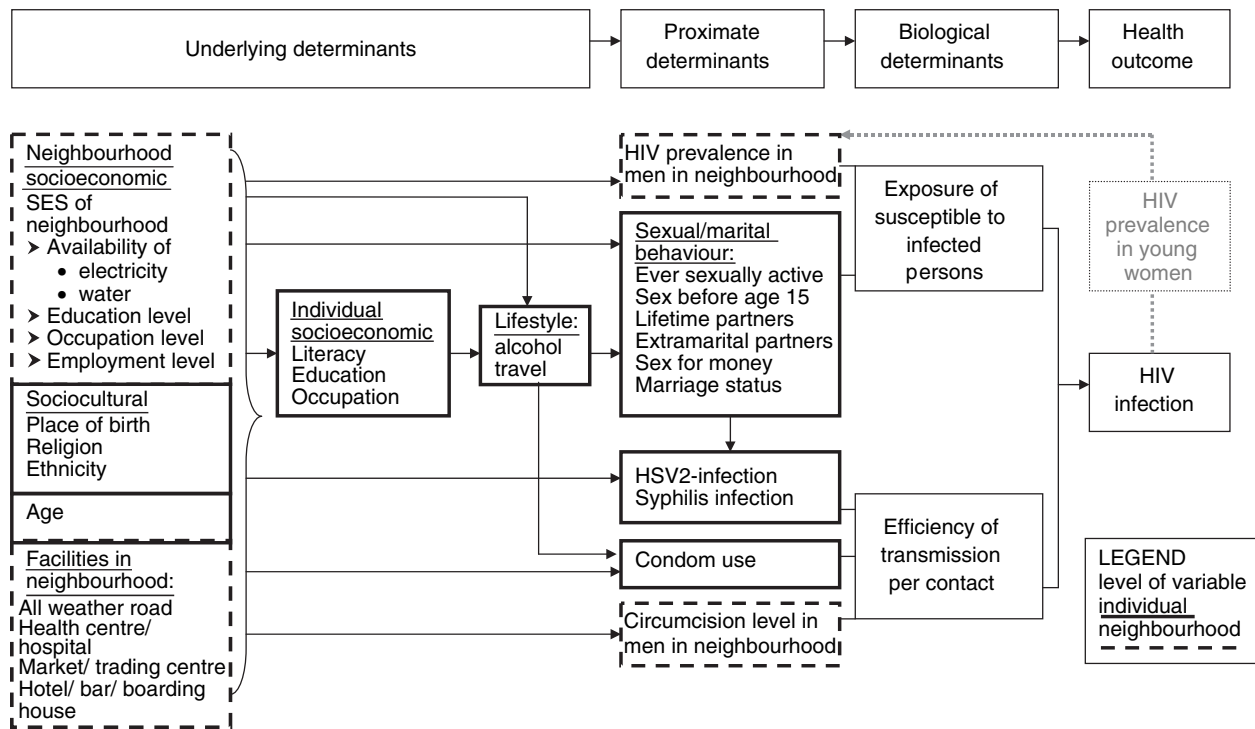 Underlying determinants
Proximate
determinants
Biological
determinants
Health
outcome
Neighbourhood
socioeconomic
SES of
neighbourhood
➤ Availability of
• electricity
• water
➤ Education level
➤ Occupation level
➤ Employment level
Sociocultural
Place of birth
Religion
Ethnicity
Age
Facilities in
neighbourhood:
All weather road
Health centre/
hospital
Market/ trading centre
Hotel/ bar/ boarding
house
Individual
socioeconomic
Literacy
Education
Occupation
Lifestyle:
alcohol
travel
HIV prevalence in
men in neighbourhood
Sexual/marital
behaviour:
Ever sexually active
Sex before age 15
Lifetime partners
Extramarital partners
Sex for money
Marriage status
HSV2-infection
Syphilis infection
Condom use
Circumcision level in
men in neighbourhood
Exposure of
susceptible to
infected
persons
Efficiency of
transmission
per contact
HIV
prevalence
in young
women
HIV
infection
LEGEND
level of variable
individual
neighbourhood